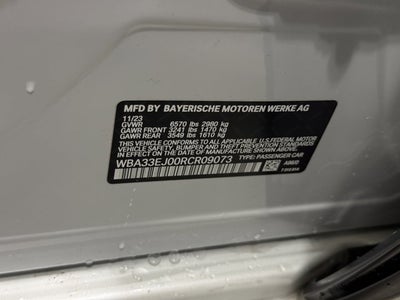 MFD BY BAYERISCHE MOTOREN WERKE AG
11/23
GVWR 6570 lbs 2980 kg
GAWR FRONT 3241 lbs 1470 kg
GAWR REAR 3549 lbs 1610 kg
THIS VEHICLE CONFORMS TO ALL APPLICABLE FEDERAL MOTOR
VEHICLE SAFETY, BUMPER, AND THEFT PREVENTION STANDARDS
IN EFFECT ON THE DATE OF MANUFACTURE SHOWN ABOVE.
WBA33EJ00RCR09073 TYPE: PASSENGER CAR